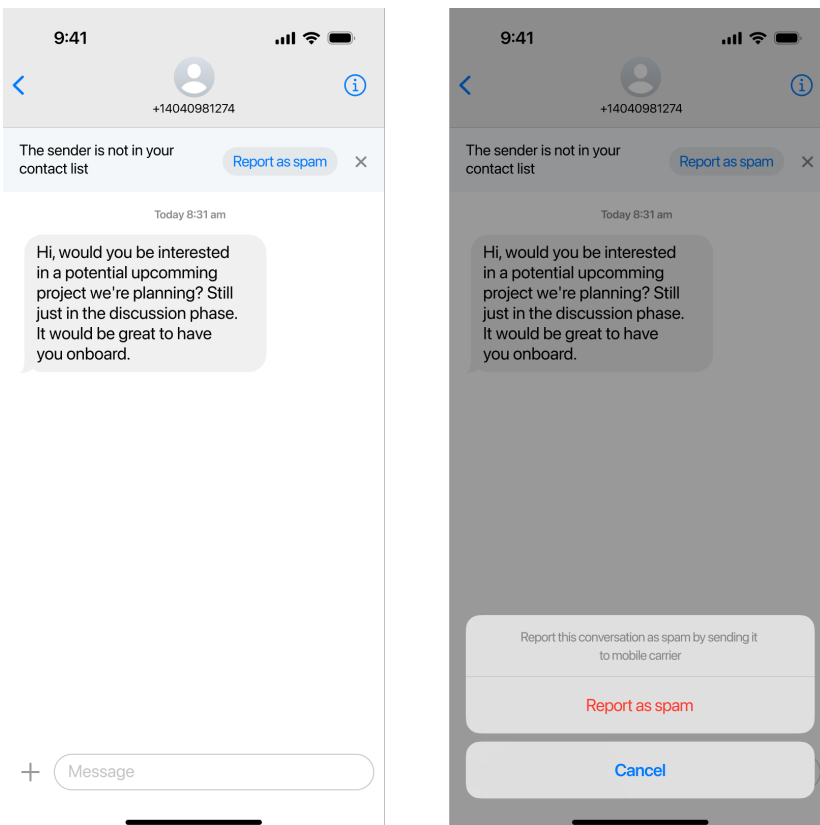 9:41
+14040981274
The sender is not in your
contact list
Report as spam
Today 8:31 am
Hi, would you be interested
in a potential upcomming
project we're planning? Still
just in the discussion phase.
It would be great to have
you onboard.
Message
9:41
+14040981274
The sender is not in your
contact list
Report as spam
Today 8:31 am
Hi, would you be interested
in a potential upcomming
project we're planning? Still
just in the discussion phase.
It would be great to have
you onboard.
Report this conversation as spam by sending it
to mobile carrier
Report as spam
Cancel